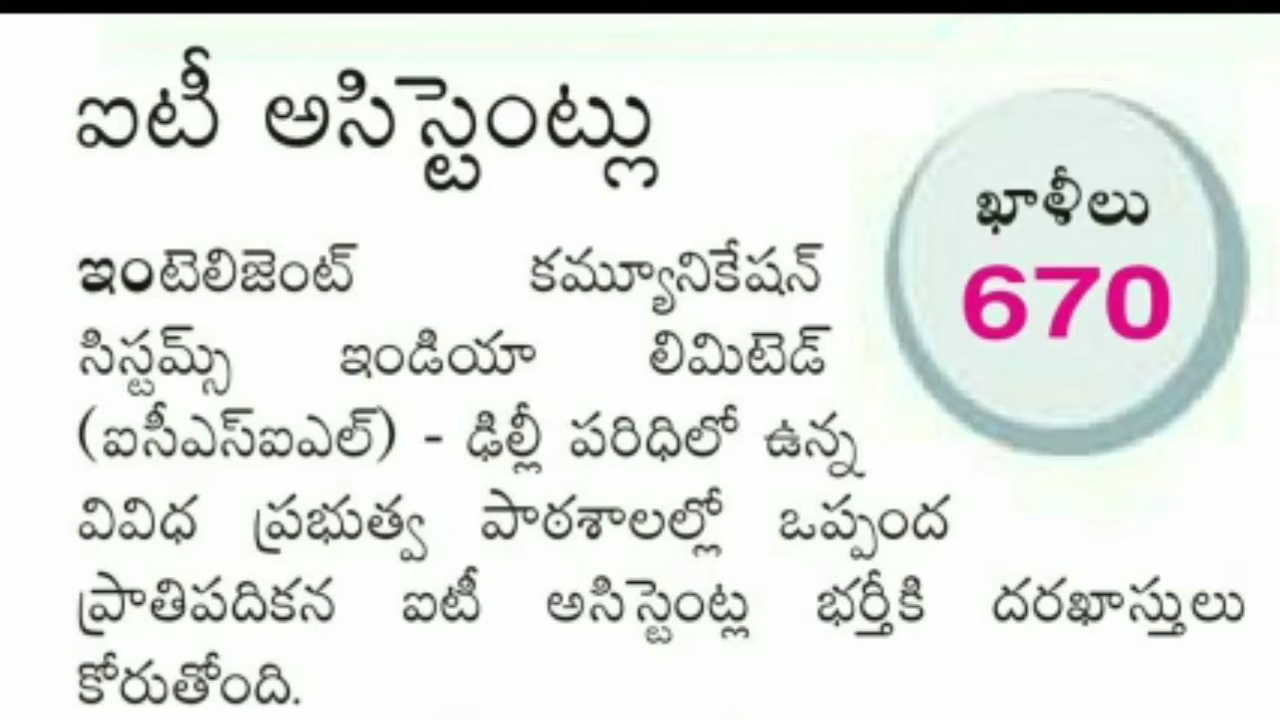 ఐటీ అసిస్టెంట్లు
ఖాళీలు
670
ఇంటెలిజెంట్ కమ్యూనికేషన్
సిస్టమ్స్ ఇండియా లిమిటెడ్
(ఐసీఎస్ఐఎల్) - ఢిల్లీ పరిధిలో ఉన్న
వివిధ ప్రభుత్వ పాఠశాలల్లో ఒప్పంద
ప్రాతిపదికన ఐటీ అసిస్టెంట్ల భర్తీకి దరఖాస్తులు
కోరుతోంది.